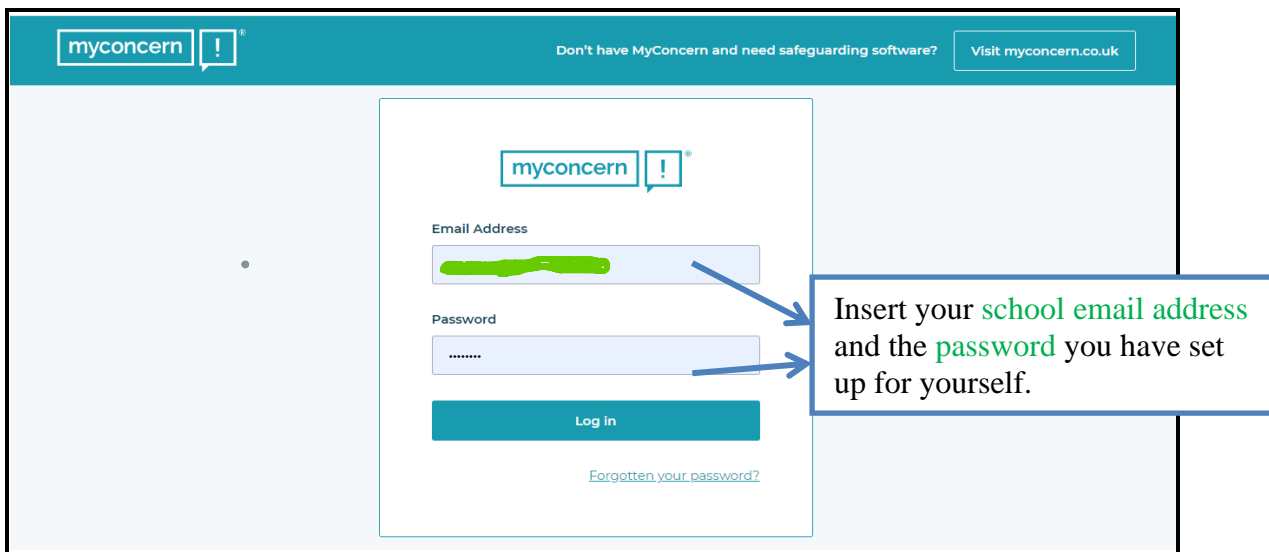 myconcern ! ®
Don't have MyConcern and need safeguarding software?
Visit myconcern.co.uk
myconcern ! ®
Email Address
Password
........
Log in
Forgotten your password?
Insert your school email address
and the password you have set
up for yourself.